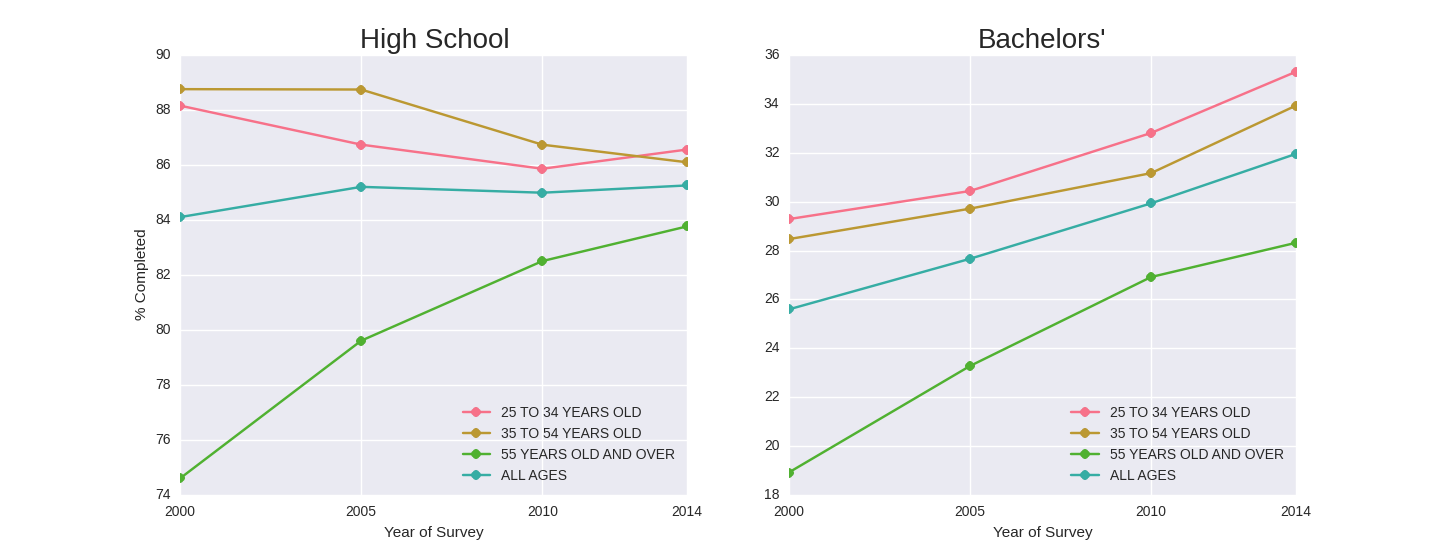 High School
90
88
86
84
82
80
78
76
74
% Completed
25 TO 34 YEARS OLD
35 TO 54 YEARS OLD
55 YEARS OLD AND OVER
ALL AGES
2000 2005 2010 2014
Year of Survey
Bachelors'
36
34
32
30
28
26
24
22
20
18
25 TO 34 YEARS OLD
35 TO 54 YEARS OLD
55 YEARS OLD AND OVER
ALL AGES
2000 2005 2010 2014
Year of Survey